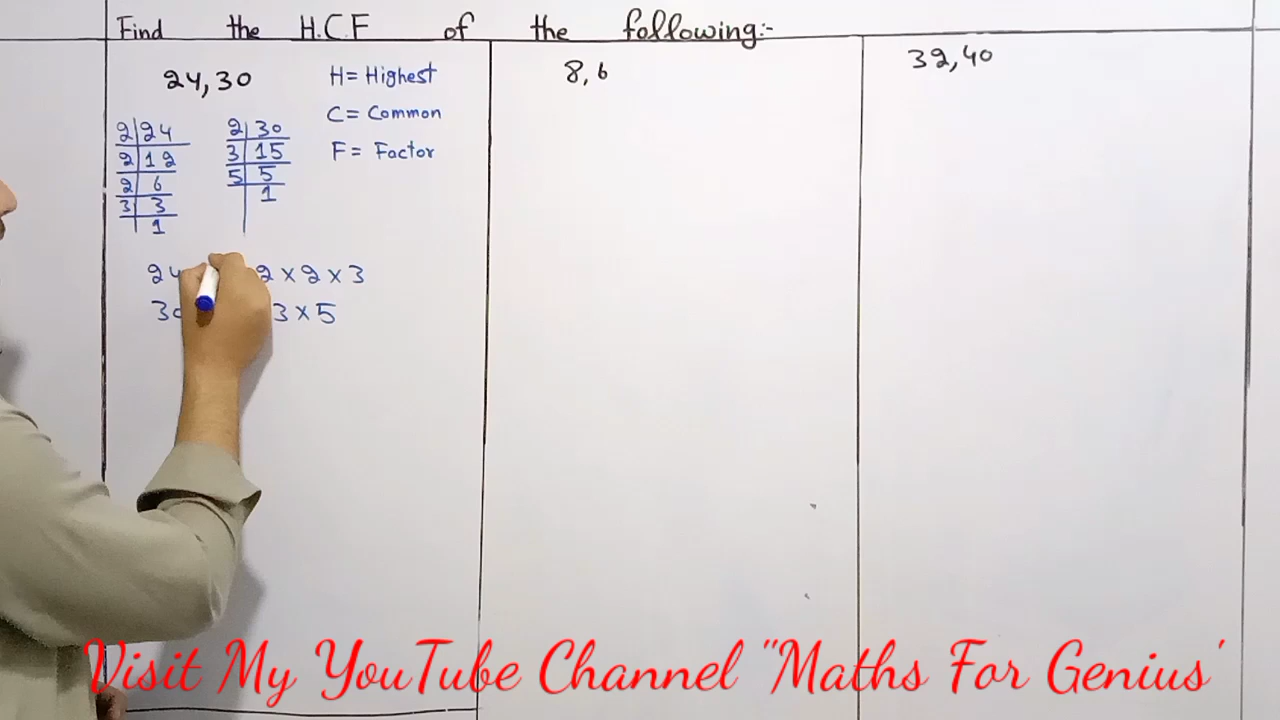 Find the H.C.F of the following:-
24, 30
H= Highest
C= Common
F= Factor
2 24
2 12
2 6
3 3
1
2 30
3 15
5 5
1
24 2 × 2 × 3
3 3 × 5
8, 6
32, 40
Visit My YouTube Channel "Maths For Genius'